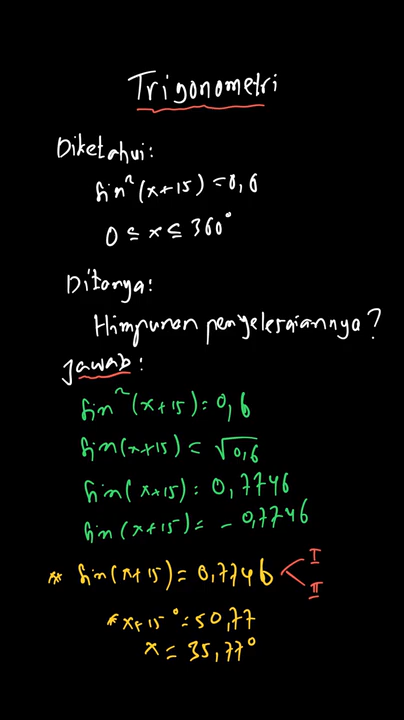 Trigonometri
Diketahui:
Sin²(x+15) = 0,6
0 ≤ x ≤ 360°
Ditanya:
Himpunan penyelesaiannya?
Jawab:
Sin²(x+15) = 0,6
Sin(x+15) = √0,6
Sin(x+15) = 0,7746
Sin(x+15) = -0,7746
** Sin(x+15) = 0,7746 < I
II
*x+15° = 50,77
x = 35,77°